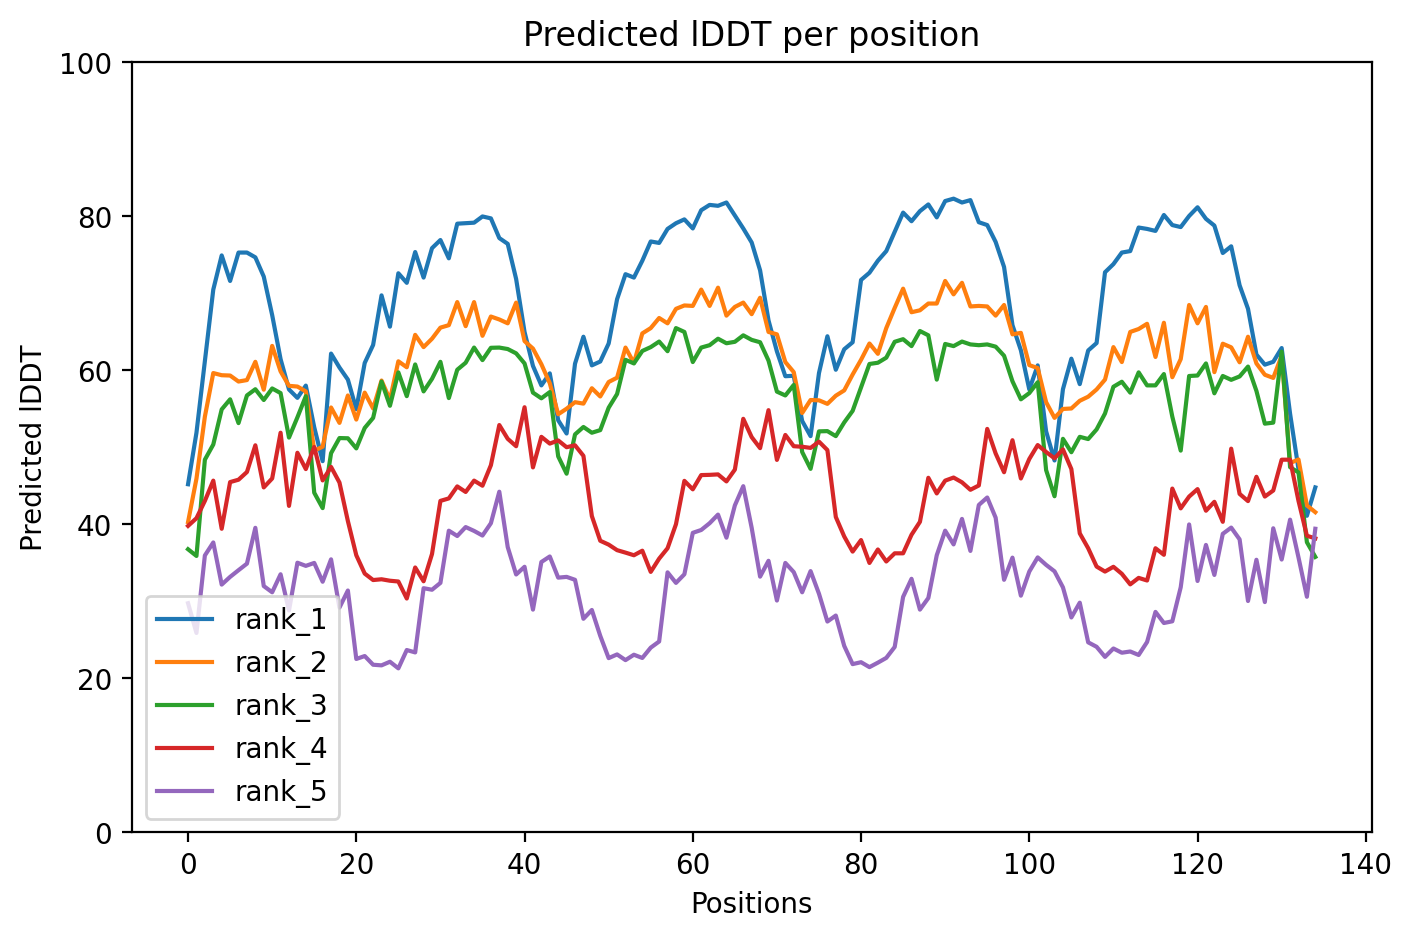 Predicted lDDT per position
Predicted lDDT
100
80
60
40
20
0
rank_1
rank_2
rank_3
rank_4
rank_5
0 20 40 60 80 100 120 140
Positions